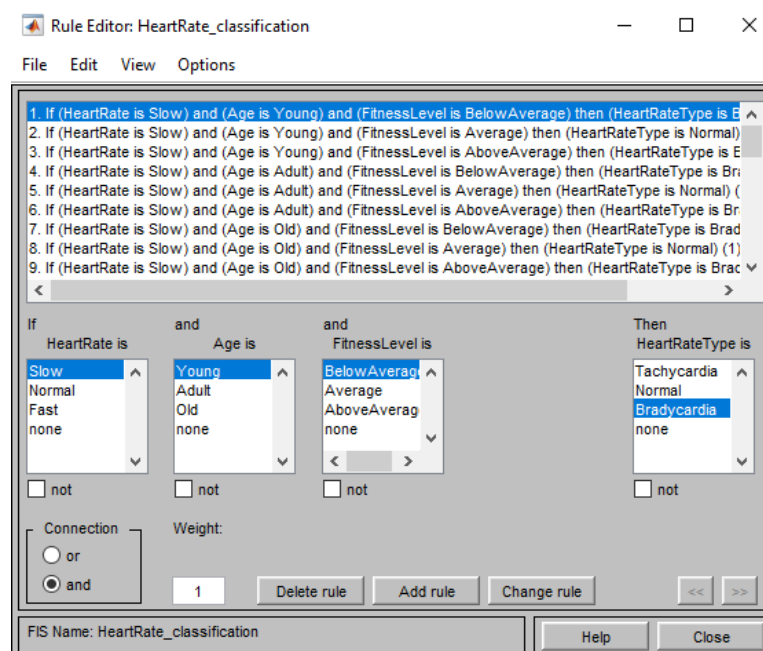 Rule Editor: HeartRate_classification
File Edit View Options
1. If (HeartRate is Slow) and (Age is Young) and (FitnessLevel is BelowAverage) then (HeartRateType is B
2. If (HeartRate is Slow) and (Age is Young) and (FitnessLevel is Average) then (HeartRateType is Normal)
3. If (HeartRate is Slow) and (Age is Young) and (FitnessLevel is AboveAverage) then (HeartRateType is E
4. If (HeartRate is Slow) and (Age is Adult) and (FitnessLevel is BelowAverage) then (HeartRateType is Bra
5. If (HeartRate is Slow) and (Age is Adult) and (FitnessLevel is Average) then (HeartRateType is Normal) (
6. If (HeartRate is Slow) and (Age is Adult) and (FitnessLevel is AboveAverage) then (HeartRateType is Bra
7. If (HeartRate is Slow) and (Age is Old) and (FitnessLevel is BelowAverage) then (HeartRateType is Brad
8. If (HeartRate is Slow) and (Age is Old) and (FitnessLevel is Average) then (HeartRateType is Normal) (1)
9. If (HeartRate is Slow) and (Age is Old) and (FitnessLevel is AboveAverage) then (HeartRateType is Brac
If and and Then
HeartRate is Age is FitnessLevel is HeartRateType is
Slow Young BelowAverag Tachycardia
Normal Adult Average Normal
Fast Old AboveAverag Bradycardia
none none none none
not not not not
Connection Weight:
or
and 1 Delete rule Add rule Change rule << >>
FIS Name: HeartRate_classification Help Close